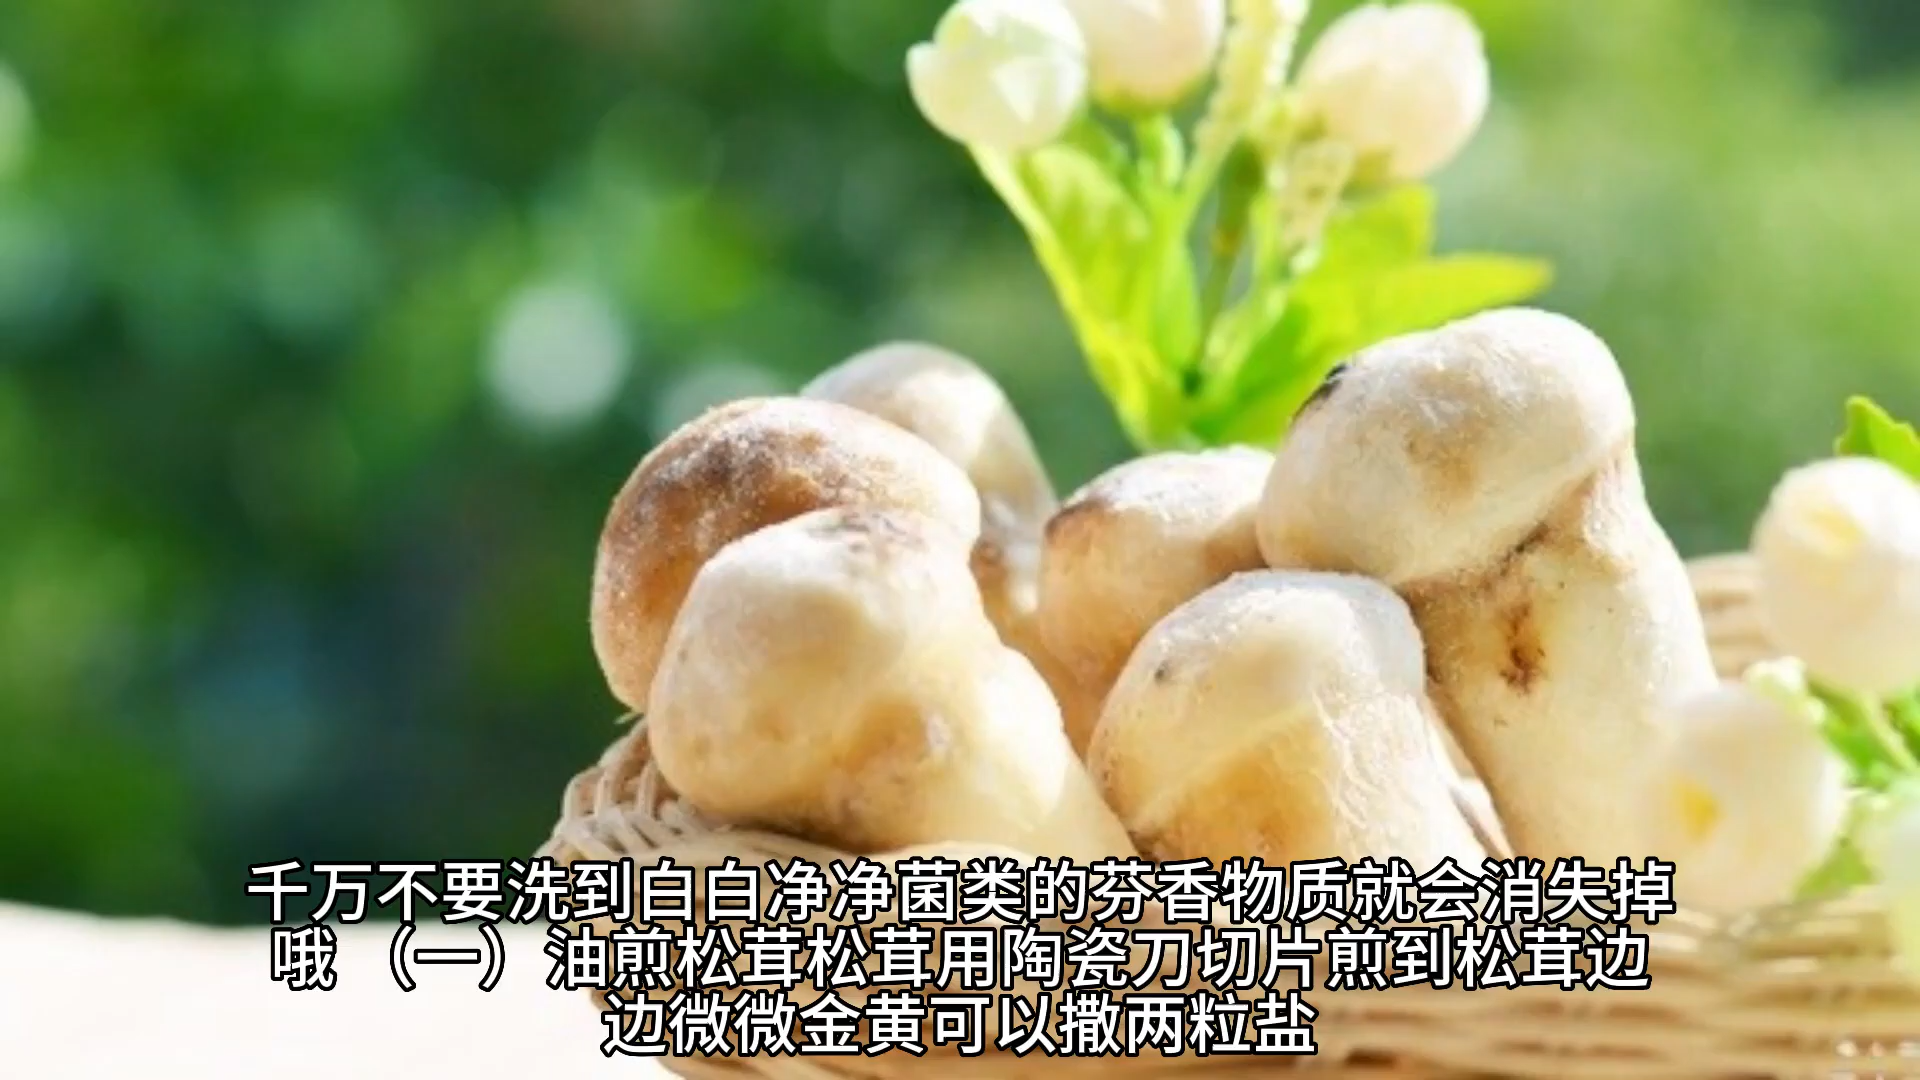 千万不要洗到白白净净菌类的芬香物质就会消失掉
哦 （一） 油煎松茸松茸用陶瓷刀切片煎到松茸边
边微微金黄可以撒两粒盐